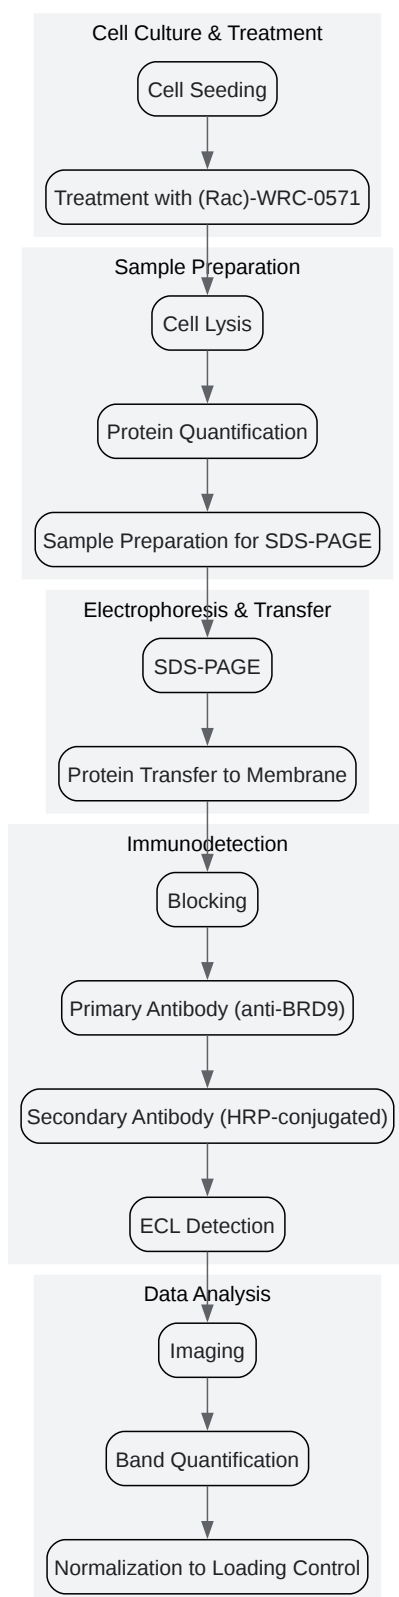 Cell Culture & Treatment
Cell Seeding
Treatment with (Rac)-WRC-0571
Sample Preparation
Cell Lysis
Protein Quantification
Sample Preparation for SDS-PAGE
Electrophoresis & Transfer
SDS-PAGE
Protein Transfer to Membrane
Immunodetection
Blocking
Primary Antibody (anti-BRD9)
Secondary Antibody (HRP-conjugated)
ECL Detection
Data Analysis
Imaging
Band Quantification
Normalization to Loading Control